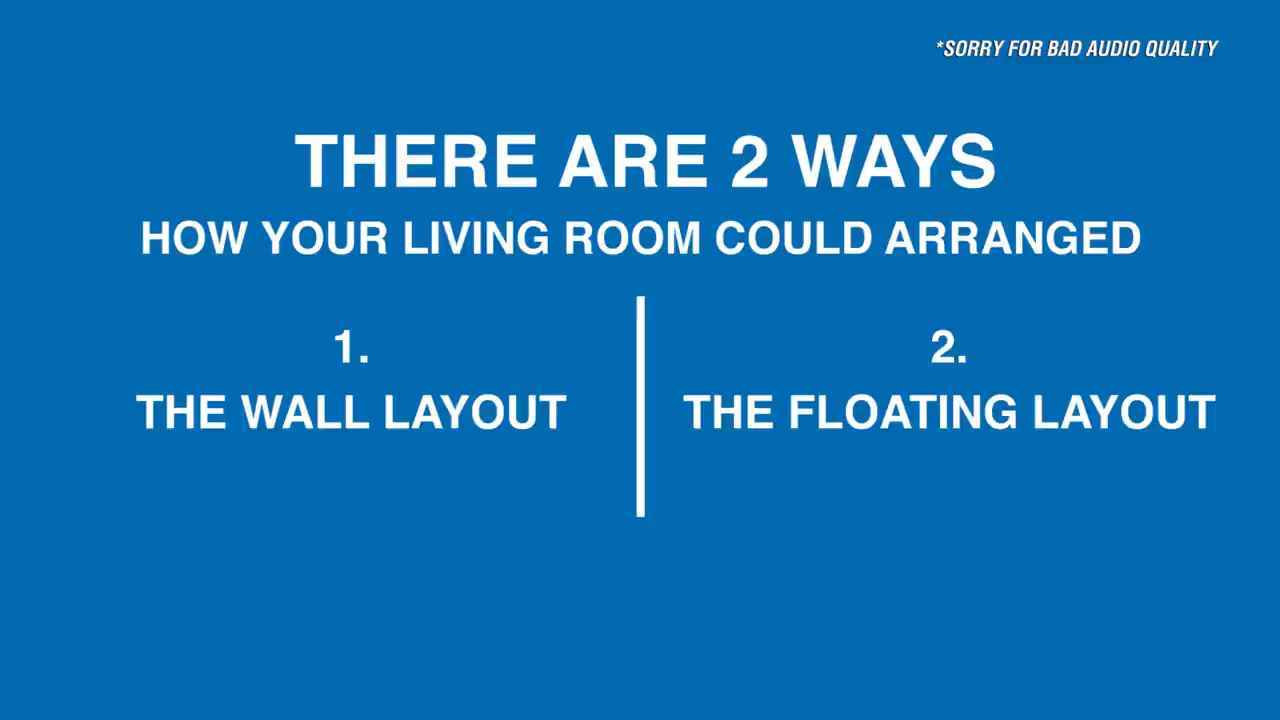 *SORRY FOR BAD AUDIO QUALITY
THERE ARE 2 WAYS
HOW YOUR LIVING ROOM COULD ARRANGED
1.
THE WALL LAYOUT
2.
THE FLOATING LAYOUT